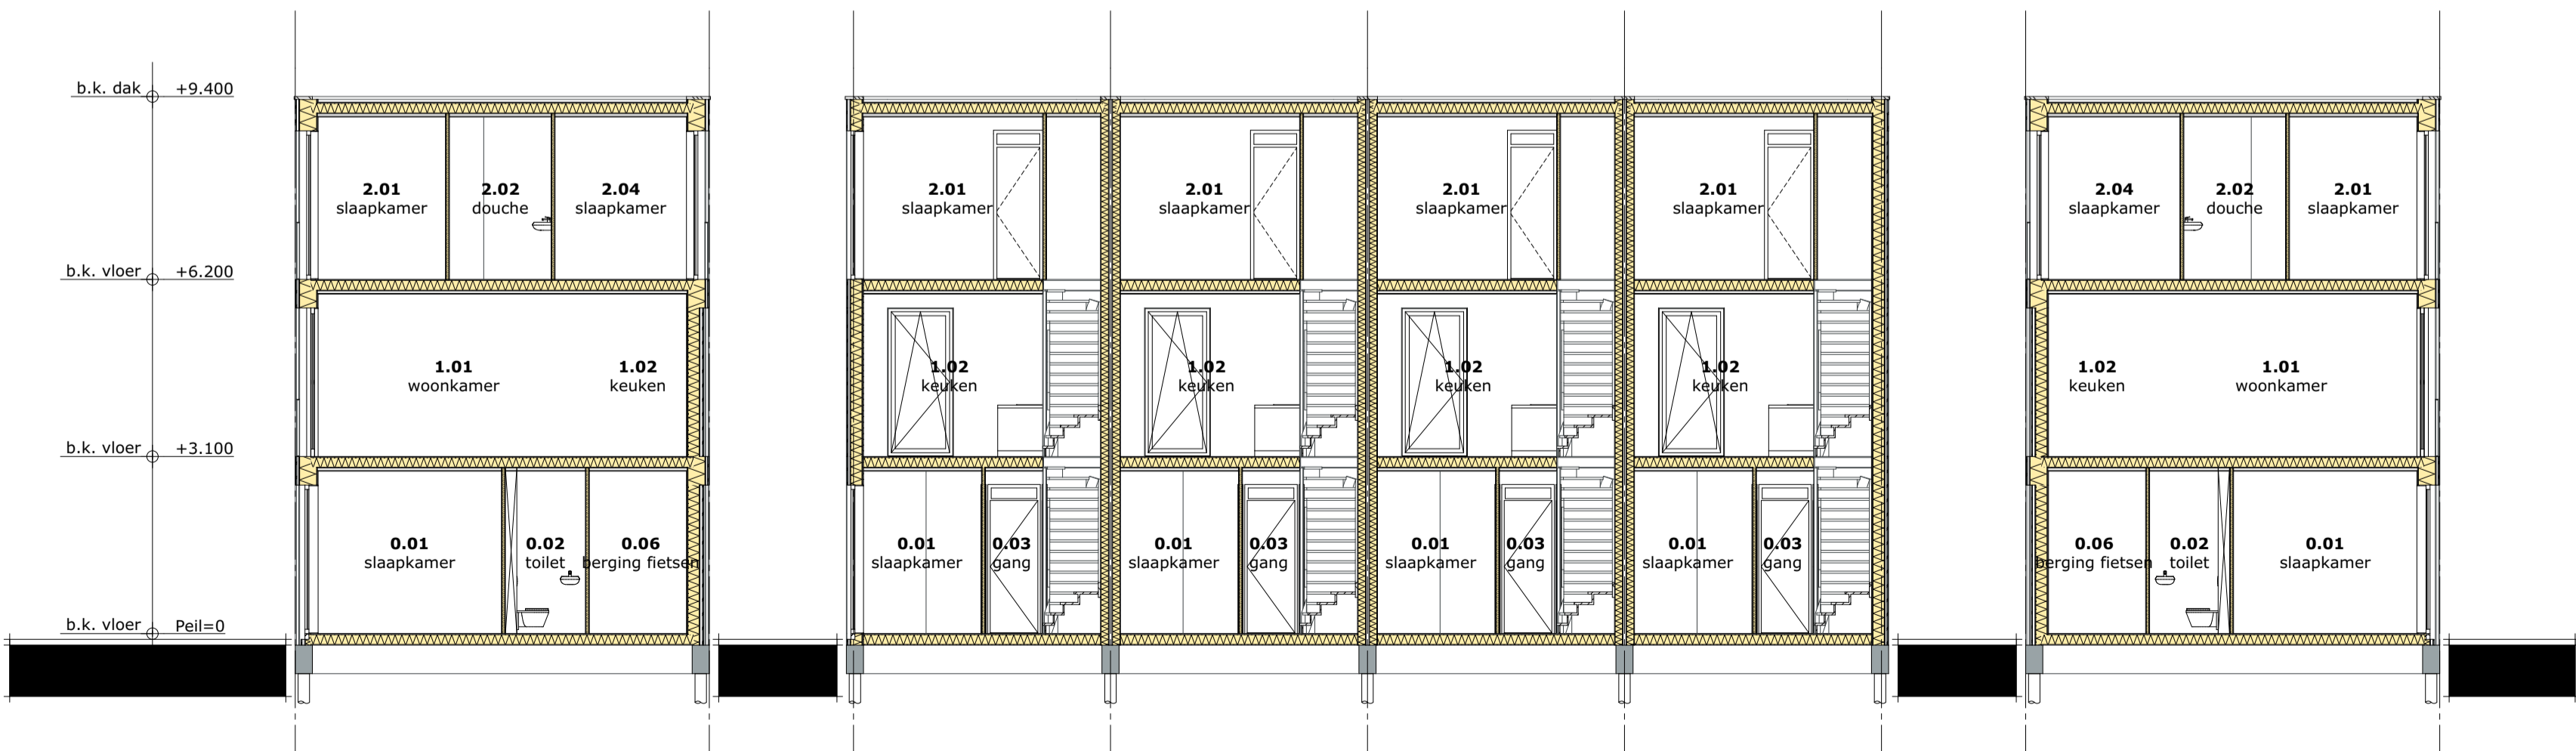 b.k. dak +9.400
2.01 2.02 2.04 2.01 2.01 2.01 2.01 2.04 2.02 2.01
slaapkamer douche slaapkamer slaapkamer slaapkamer slaapkamer slaapkamer slaapkamer douche slaapkamer
b.k. vloer +6.200
1.01 1.02 1.02 1.02 1.02 1.02 1.02 1.01
woonkamer keuken keuken keuken keuken keuken keuken woonkamer
b.k. vloer +3.100
0.01 0.02 0.06 0.01 0.03 0.01 0.03 0.01 0.03 0.01 0.03 0.06 0.02 0.01
slaapkamer toilet berging fietsen slaapkamer gang slaapkamer gang slaapkamer gang slaapkamer gang berging fietsen toilet slaapkamer
b.k. vloer Peil=0